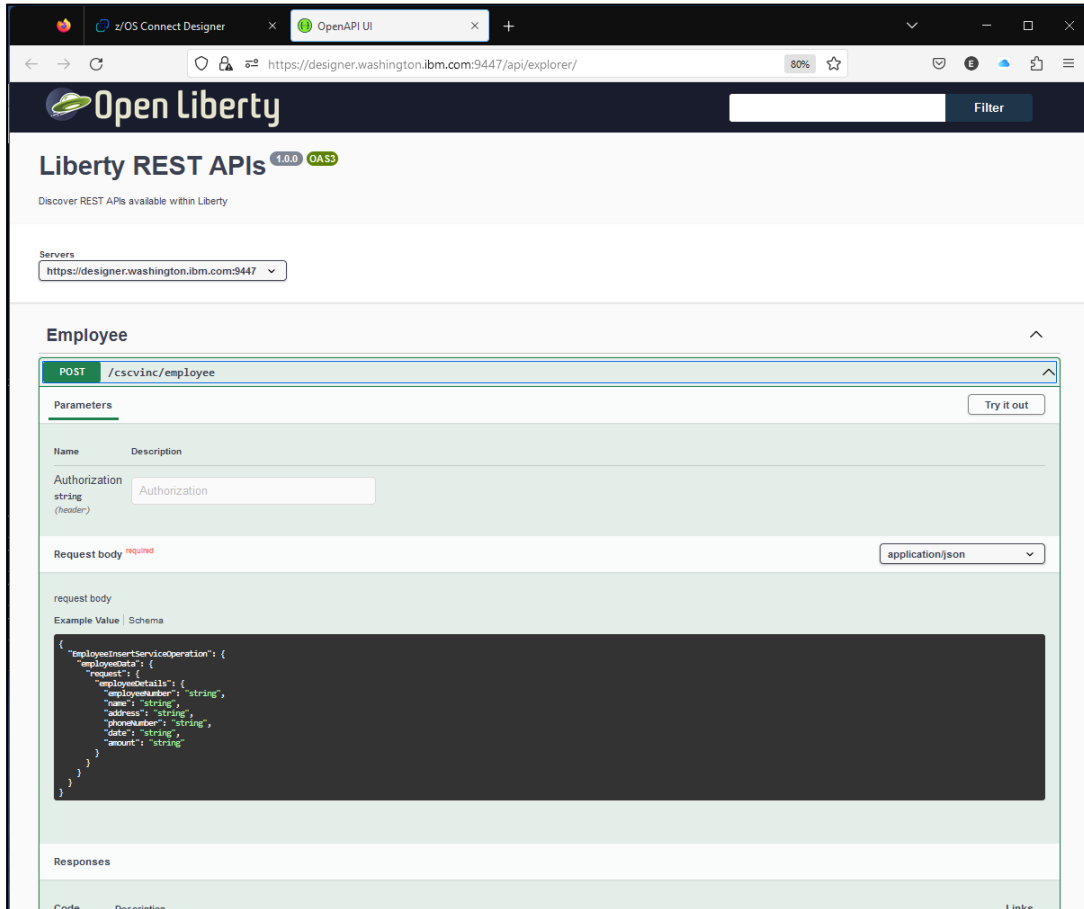 z/OS Connect Designer
OpenAPI UI
https://designer.washington.ibm.com:9447/api/explorer/
80%
E
Open Liberty
Filter
Liberty REST APIs 1.0.0 OAS3
Discover REST APIs available within Liberty
Servers
https://designer.washington.ibm.com:9447
Employee
POST /cscvinc/employee
Parameters
Try it out
Name Description
Authorization
string
(header)
Authorization
Request body required
application/json
request body
Example Value Schema
{
"EmployeeInsertServiceOperation": {
"employeeData": {
"request": {
"employeeDetails": {
"employeeNumber": "string",
"name": "string",
"address": "string",
"phoneNumber": "string",
"date": "string",
"amount": "string"
}
}
}
}
}
Responses
Code Description Links